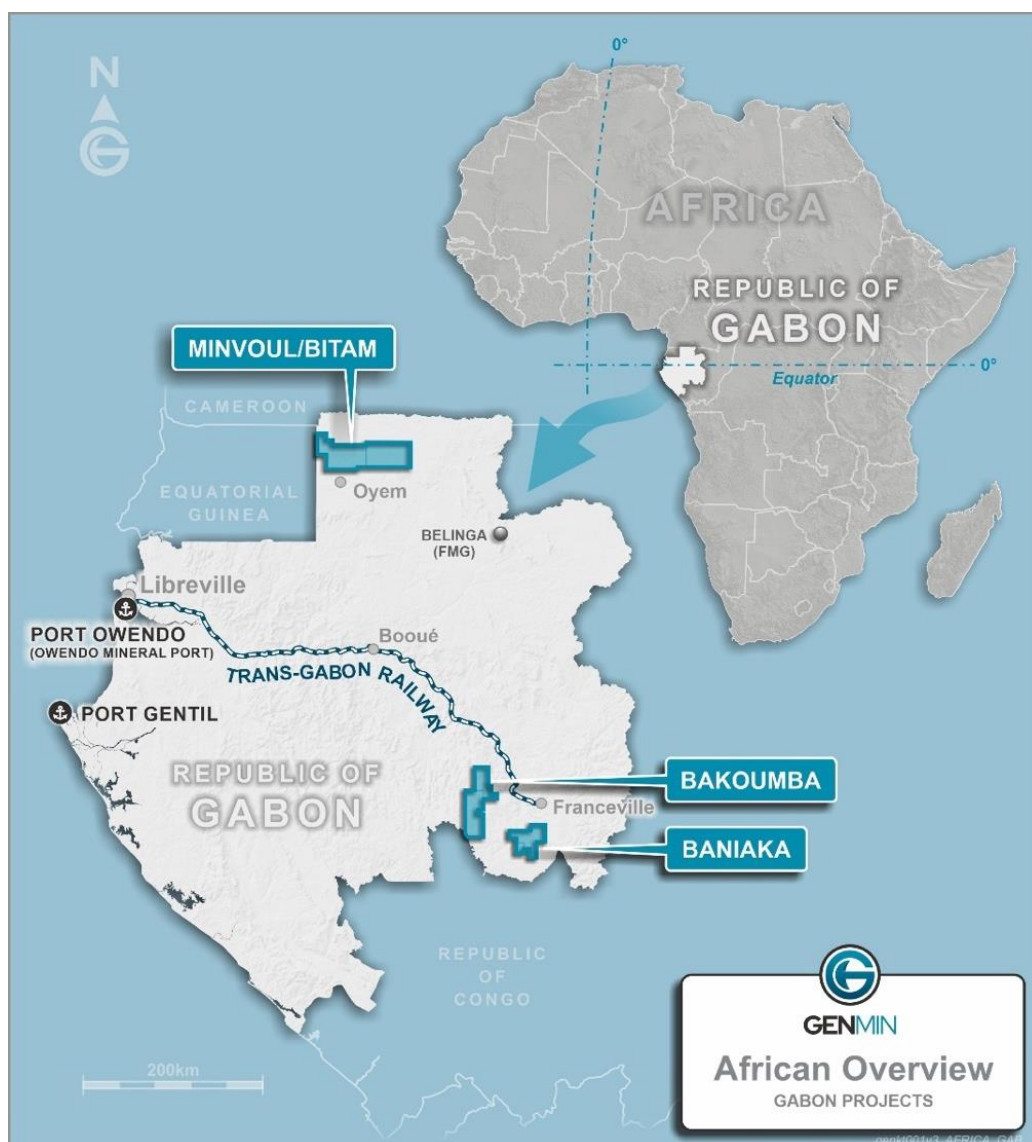 N
0°
AFRICA
REPUBLIC OF
GABON
0°
Equator
MINVOUL/BITAM
CAMEROON
EQUATORIAL
GUINEA
Oyem
BELINGA
(FMG)
Libreville
PORT OWENDO
(OWENDO MINERAL PORT)
Booué
TRANS-GABON RAILWAY
PORT GENTIL
REPUBLIC OF
GABON
BAKOUMBA
Franceville
BANIAKA
REPUBLIC
OF
CONGO
200km
GENMIN
African Overview
GABON PROJECTS